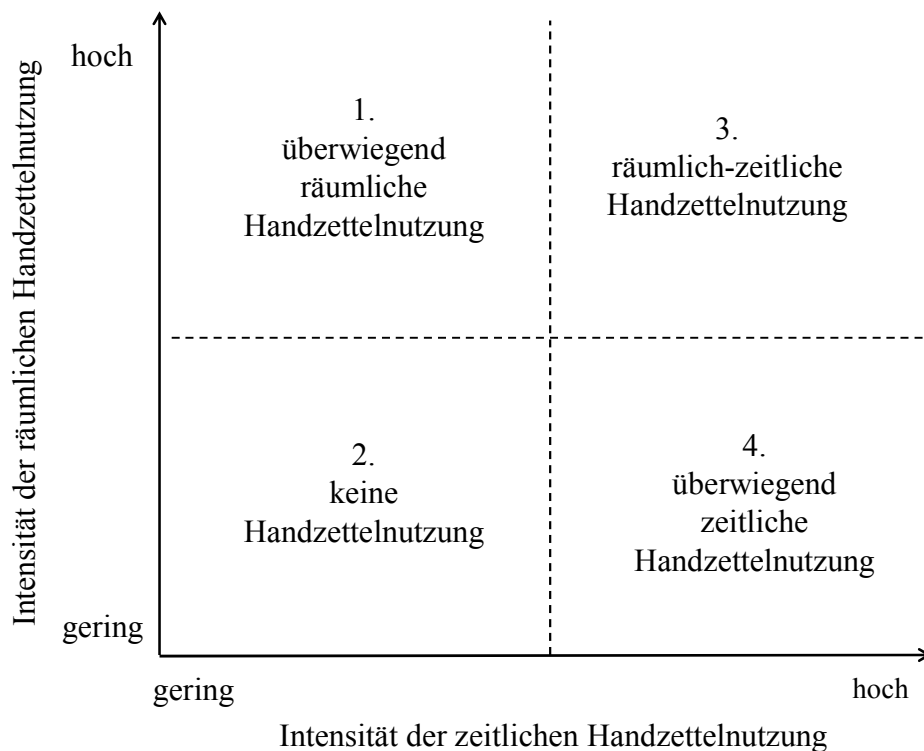 Intensität der räumlichen Handzettelnutzung
hoch
1.
überwiegend
räumliche
Handzettelnutzung
3.
räumlich-zeitliche
Handzettelnutzung
2.
keine
Handzettelnutzung
4.
überwiegend
zeitliche
Handzettelnutzung
gering
gering
hoch
Intensität der zeitlichen Handzettelnutzung